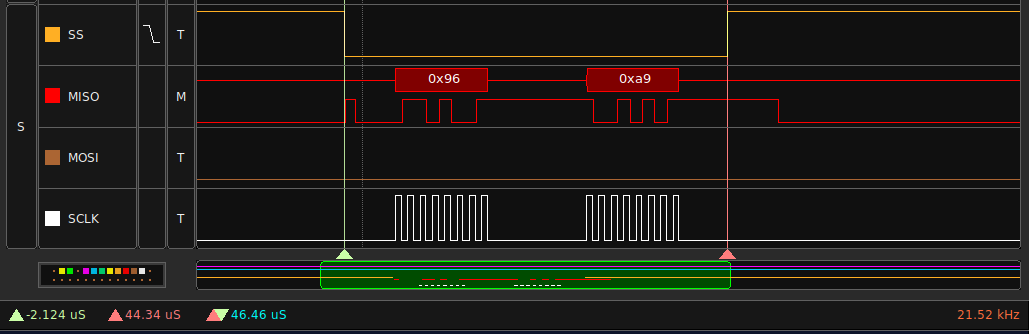 SS T
0x96 0xa9
MISO M
S
MOSI T
SCLK T
-2.124 uS 44.34 uS 46.46 uS 21.52 kHz